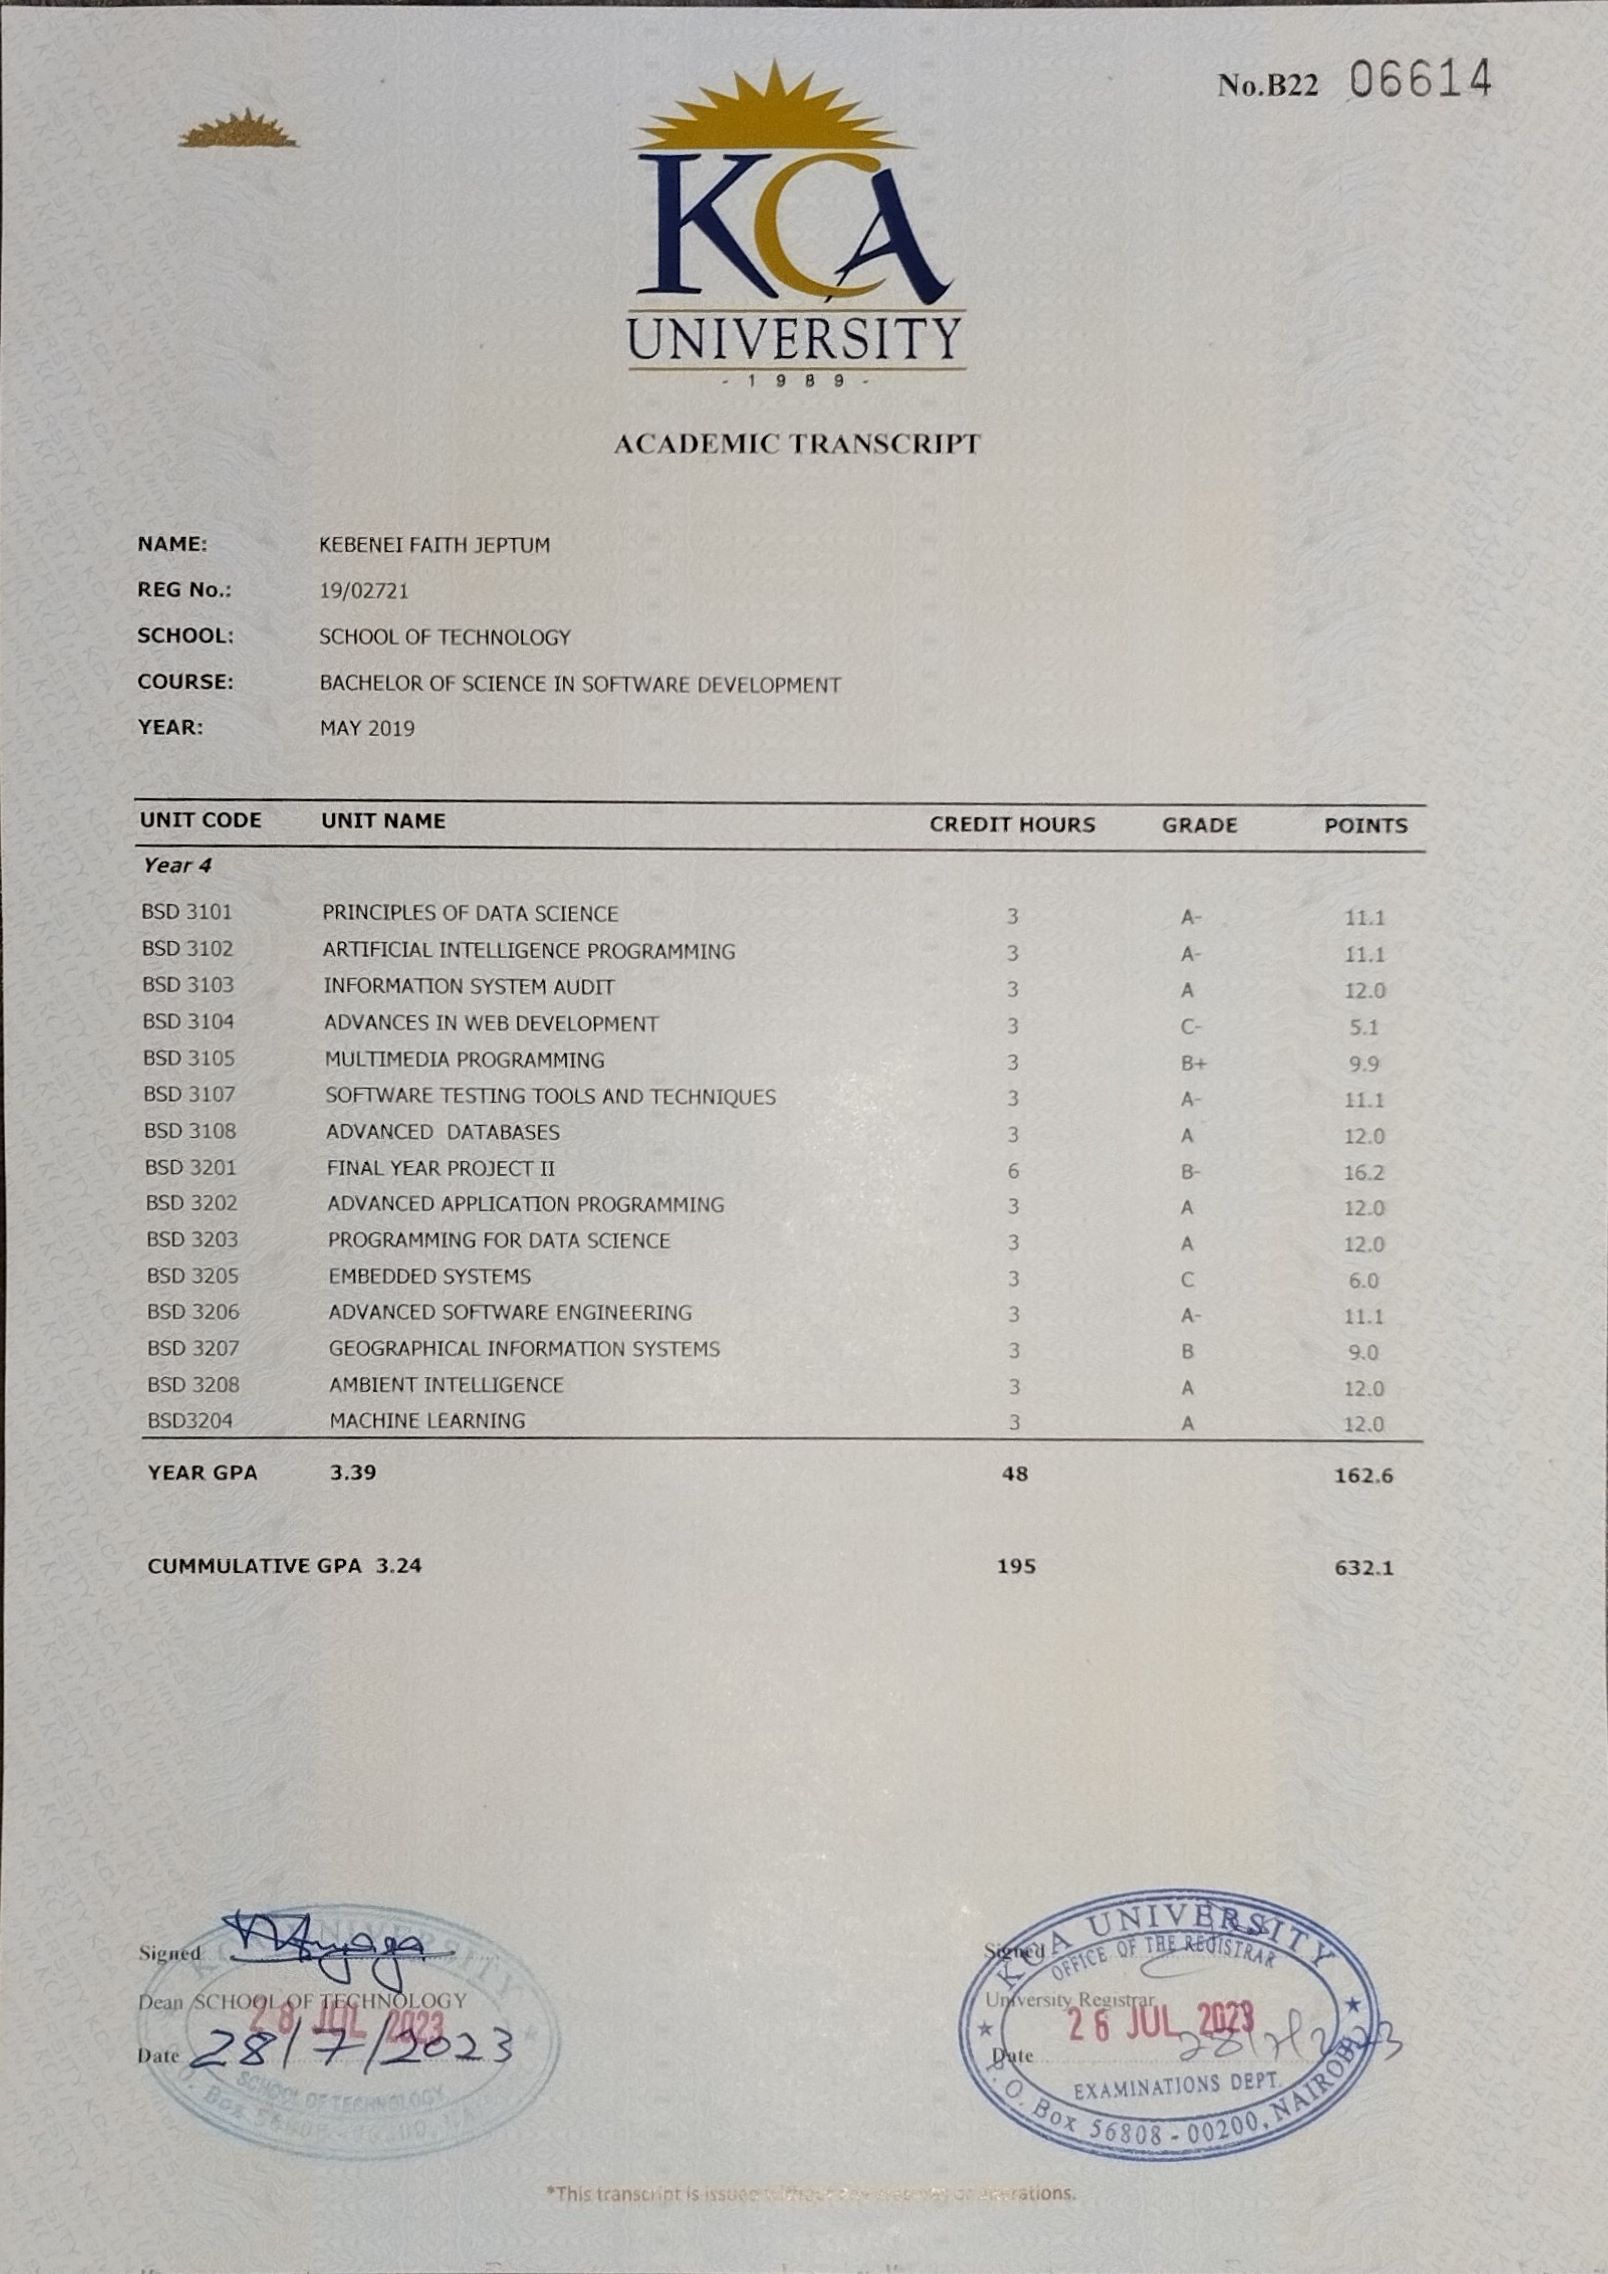 No.B22 06614
KCA
UNIVERSITY
- 1 9 8 9 -
ACADEMIC TRANSCRIPT
NAME: KEBENEI FAITH JEPTUM
REG No.: 19/02721
SCHOOL: SCHOOL OF TECHNOLOGY
COURSE: BACHELOR OF SCIENCE IN SOFTWARE DEVELOPMENT
YEAR: MAY 2019
UNIT CODE UNIT NAME CREDIT HOURS GRADE POINTS
Year 4
BSD 3101 PRINCIPLES OF DATA SCIENCE 3 A- 11.1
BSD 3102 ARTIFICIAL INTELLIGENCE PROGRAMMING 3 A- 11.1
BSD 3103 INFORMATION SYSTEM AUDIT 3 A 12.0
BSD 3104 ADVANCES IN WEB DEVELOPMENT 3 C- 5.1
BSD 3105 MULTIMEDIA PROGRAMMING 3 B+ 9.9
BSD 3107 SOFTWARE TESTING TOOLS AND TECHNIQUES 3 A- 11.1
BSD 3108 ADVANCED DATABASES 3 A 12.0
BSD 3201 FINAL YEAR PROJECT II 6 B- 16.2
BSD 3202 ADVANCED APPLICATION PROGRAMMING 3 A 12.0
BSD 3203 PROGRAMMING FOR DATA SCIENCE 3 A 12.0
BSD 3205 EMBEDDED SYSTEMS 3 C 6.0
BSD 3206 ADVANCED SOFTWARE ENGINEERING 3 A- 11.1
BSD 3207 GEOGRAPHICAL INFORMATION SYSTEMS 3 B 9.0
BSD 3208 AMBIENT INTELLIGENCE 3 A 12.0
BSD3204 MACHINE LEARNING 3 A 12.0
YEAR GPA 3.39 48 162.6
CUMMULATIVE GPA 3.24 195 632.1
Signed
Dean SCHOOL OF TECHNOLOGY
28 JUL 2023
Date 28/7/2023
SCHOOL OF TECHNOLOGY
KCA UNIVERSITY
OFFICE OF THE REGISTRAR
Signed
University Registrar
26 JUL 2023
Date 28/7/2023
EXAMINATIONS DEPT.
P.O. Box 56808 - 00200, NAIROBI
*This transcript is issued without any